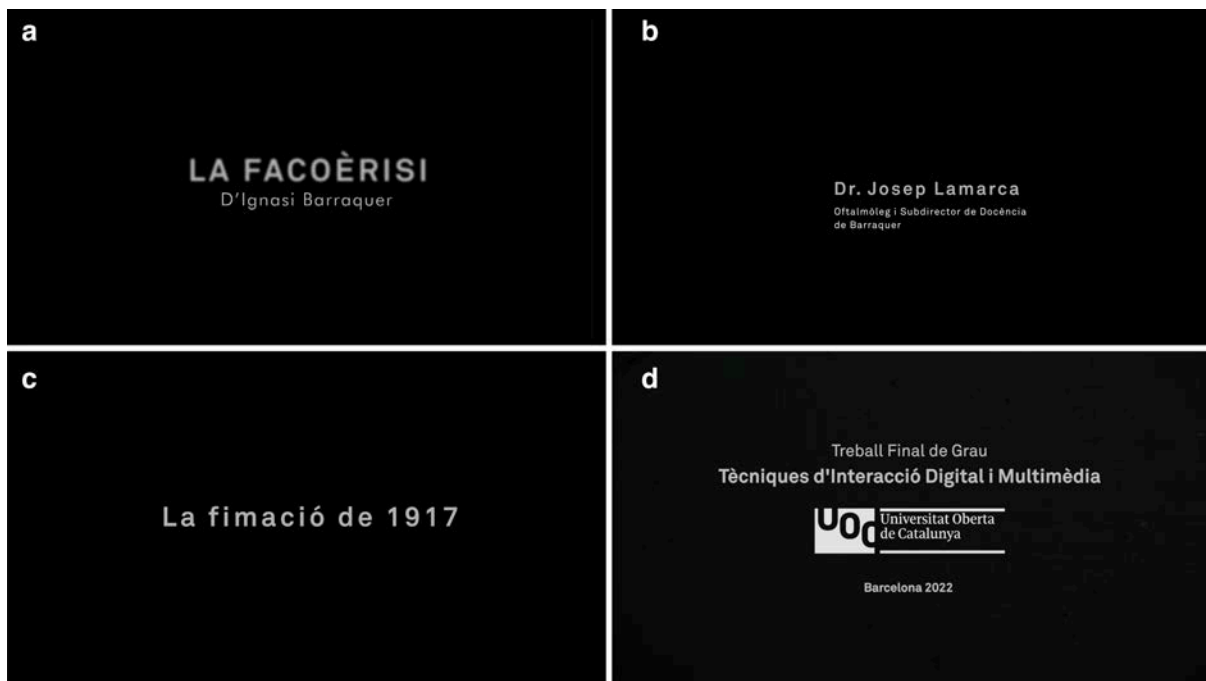 a
LA FACOÈRISI
D'Ignasi Barraquer
b
Dr. Josep Lamarca
Oftalmòleg i Subdirector de Docència
de Barraquer
c
La fimació de 1917
d
Treball Final de Grau
Tècniques d'Interacció Digital i Multimèdia
UOC
Universitat Oberta
de Catalunya
Barcelona 2022